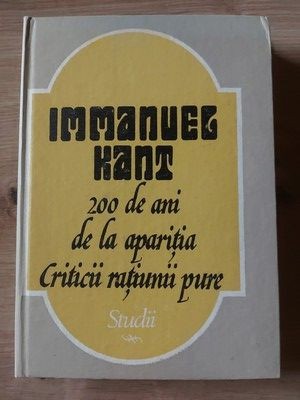 IMMANUEL
KANT
200 de ani
de la apariția
Criticii rațiunii pure
Studii